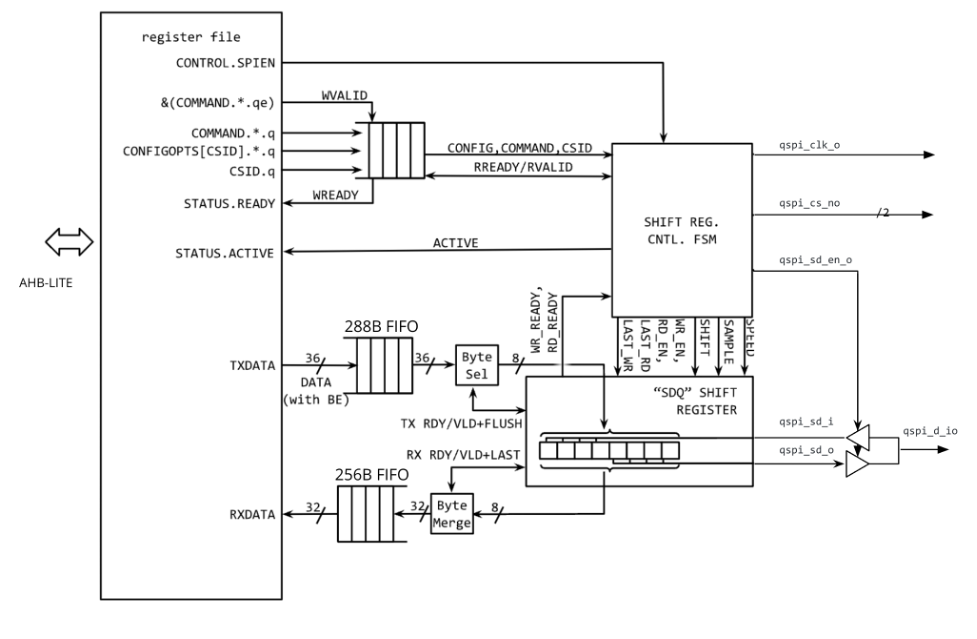 register file
CONTROL.SPIEN
&(COMMAND.*.qe)
WVALID
COMMAND.*.q
CONFIGOPTS[CSID].*.q
CSID.q
CONFIG,COMMAND,CSID
RREADY/RVALID
WREADY
STATUS.READY
STATUS.ACTIVE
ACTIVE
AHB-LITE
SHIFT REG.
CNTL. FSM
qspi_clk_o
qspi_cs_no
/2
qspi_sd_en_o
WR_READY,
RD_READY
LAST_WR
LAST_RD
RD_EN,
WR_EN,
SHIFT
SAMPLE
SPEED
288B FIFO
TXDATA
36
DATA
(with BE)
36
Byte
Sel
8
TX RDY/VLD+FLUSH
“SDQ” SHIFT
REGISTER
qspi_sd_i
qspi_sd_o
qspi_d_io
RX RDY/VLD+LAST
256B FIFO
RXDATA
32
32
Byte
Merge
8